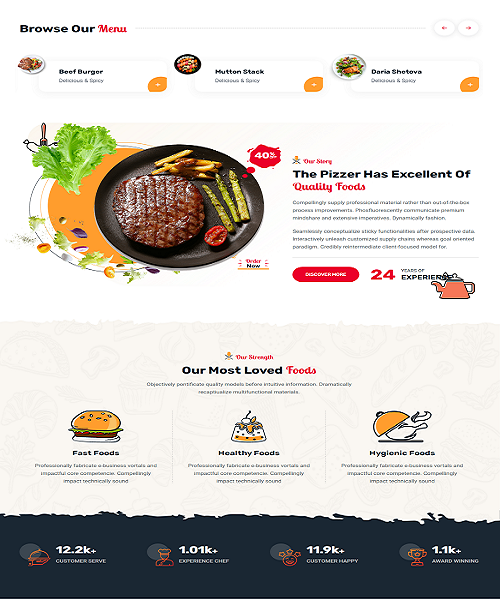 Browse Our Menu
Beef Burger
Delicious & Spicy
Mutton Stack
Delicious & Spicy
Daria Shoteva
Delicious & Spicy
40%
Our Story
The Pizzer Has Excellent Of
Quality Foods
Compellingly supply professional material rather than out-of-the-box
process improvements. Phosfluorescently communicate premium
mindshare and extensive imperatives. Dynamically fashion.
Seamlessly conceptualize sticky functionalities after prospective data.
Interactively unleash customized supply chains whereas goal oriented
paradigm. Credibly reintermediate client-focused model for.
Order
Now
DISCOVER MORE
24
YEARS OF
EXPERIENCE
Our Strength
Our Most Loved Foods
Objectively pontificate quality models before intuitive information. Dramatically
recaptiualize multifunctional materials.
Fast Foods
Professionally fabricate e-business vortals and
impactful core competence. Compellingly
impact technically sound
Healthy Foods
Professionally fabricate e-business vortals and
impactful core competence. Compellingly
impact technically sound
Hygienic Foods
Professionally fabricate e-business vortals and
impactful core competence. Compellingly
impact technically sound
12.2k+
CUSTOMER SERVE
1.01k+
EXPERIENCE CHEF
11.9k+
CUSTOMER HAPPY
1.1k+
AWARD WINNING